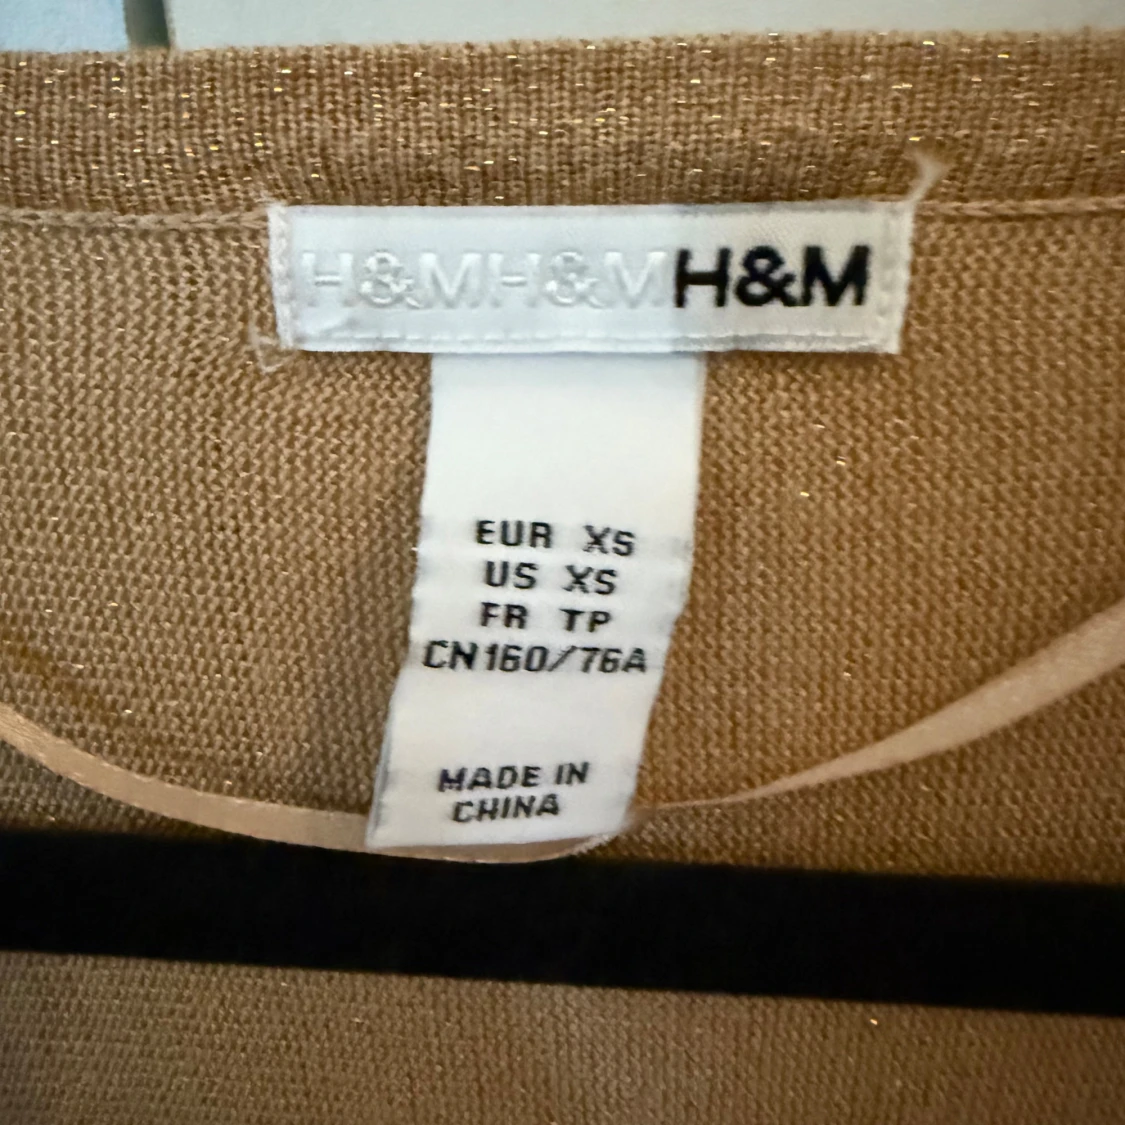 H&MH&MH&M
EUR XS
US XS
FR TP
CN160/76A
MADE IN
CHINA